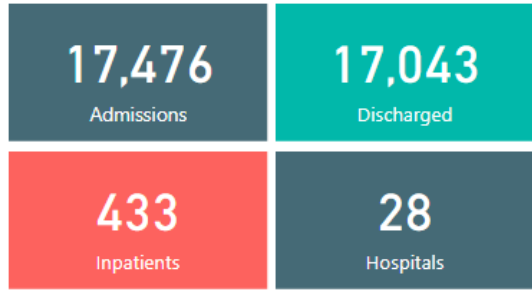 17,476
Admissions
17,043
Discharged
433
Inpatients
28
Hospitals